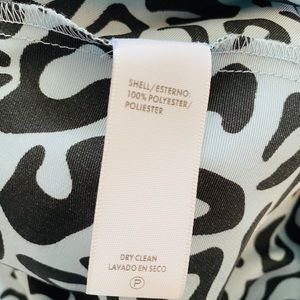 SHELL/ESTERNO:
100% POLYESTER/
POLIESTER
DRY CLEAN
LAVADO EN SECO
P